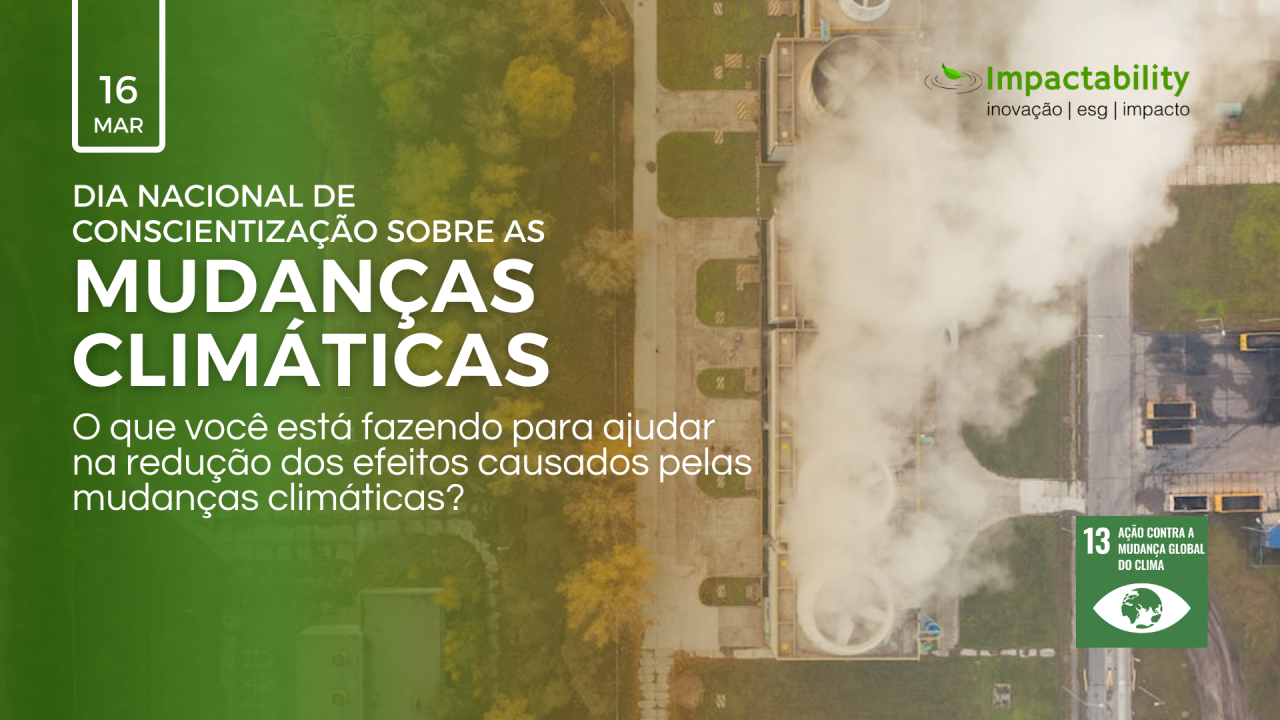 16
MAR
Impactability
inovação | esg | impacto
DIA NACIONAL DE
CONSCIENTIZAÇÃO SOBRE AS
MUDANÇAS
CLIMÁTICAS
O que você está fazendo para ajudar
na redução dos efeitos causados pelas
mudanças climáticas?
13 AÇÃO CONTRA A
MUDANÇA GLOBAL
DO CLIMA